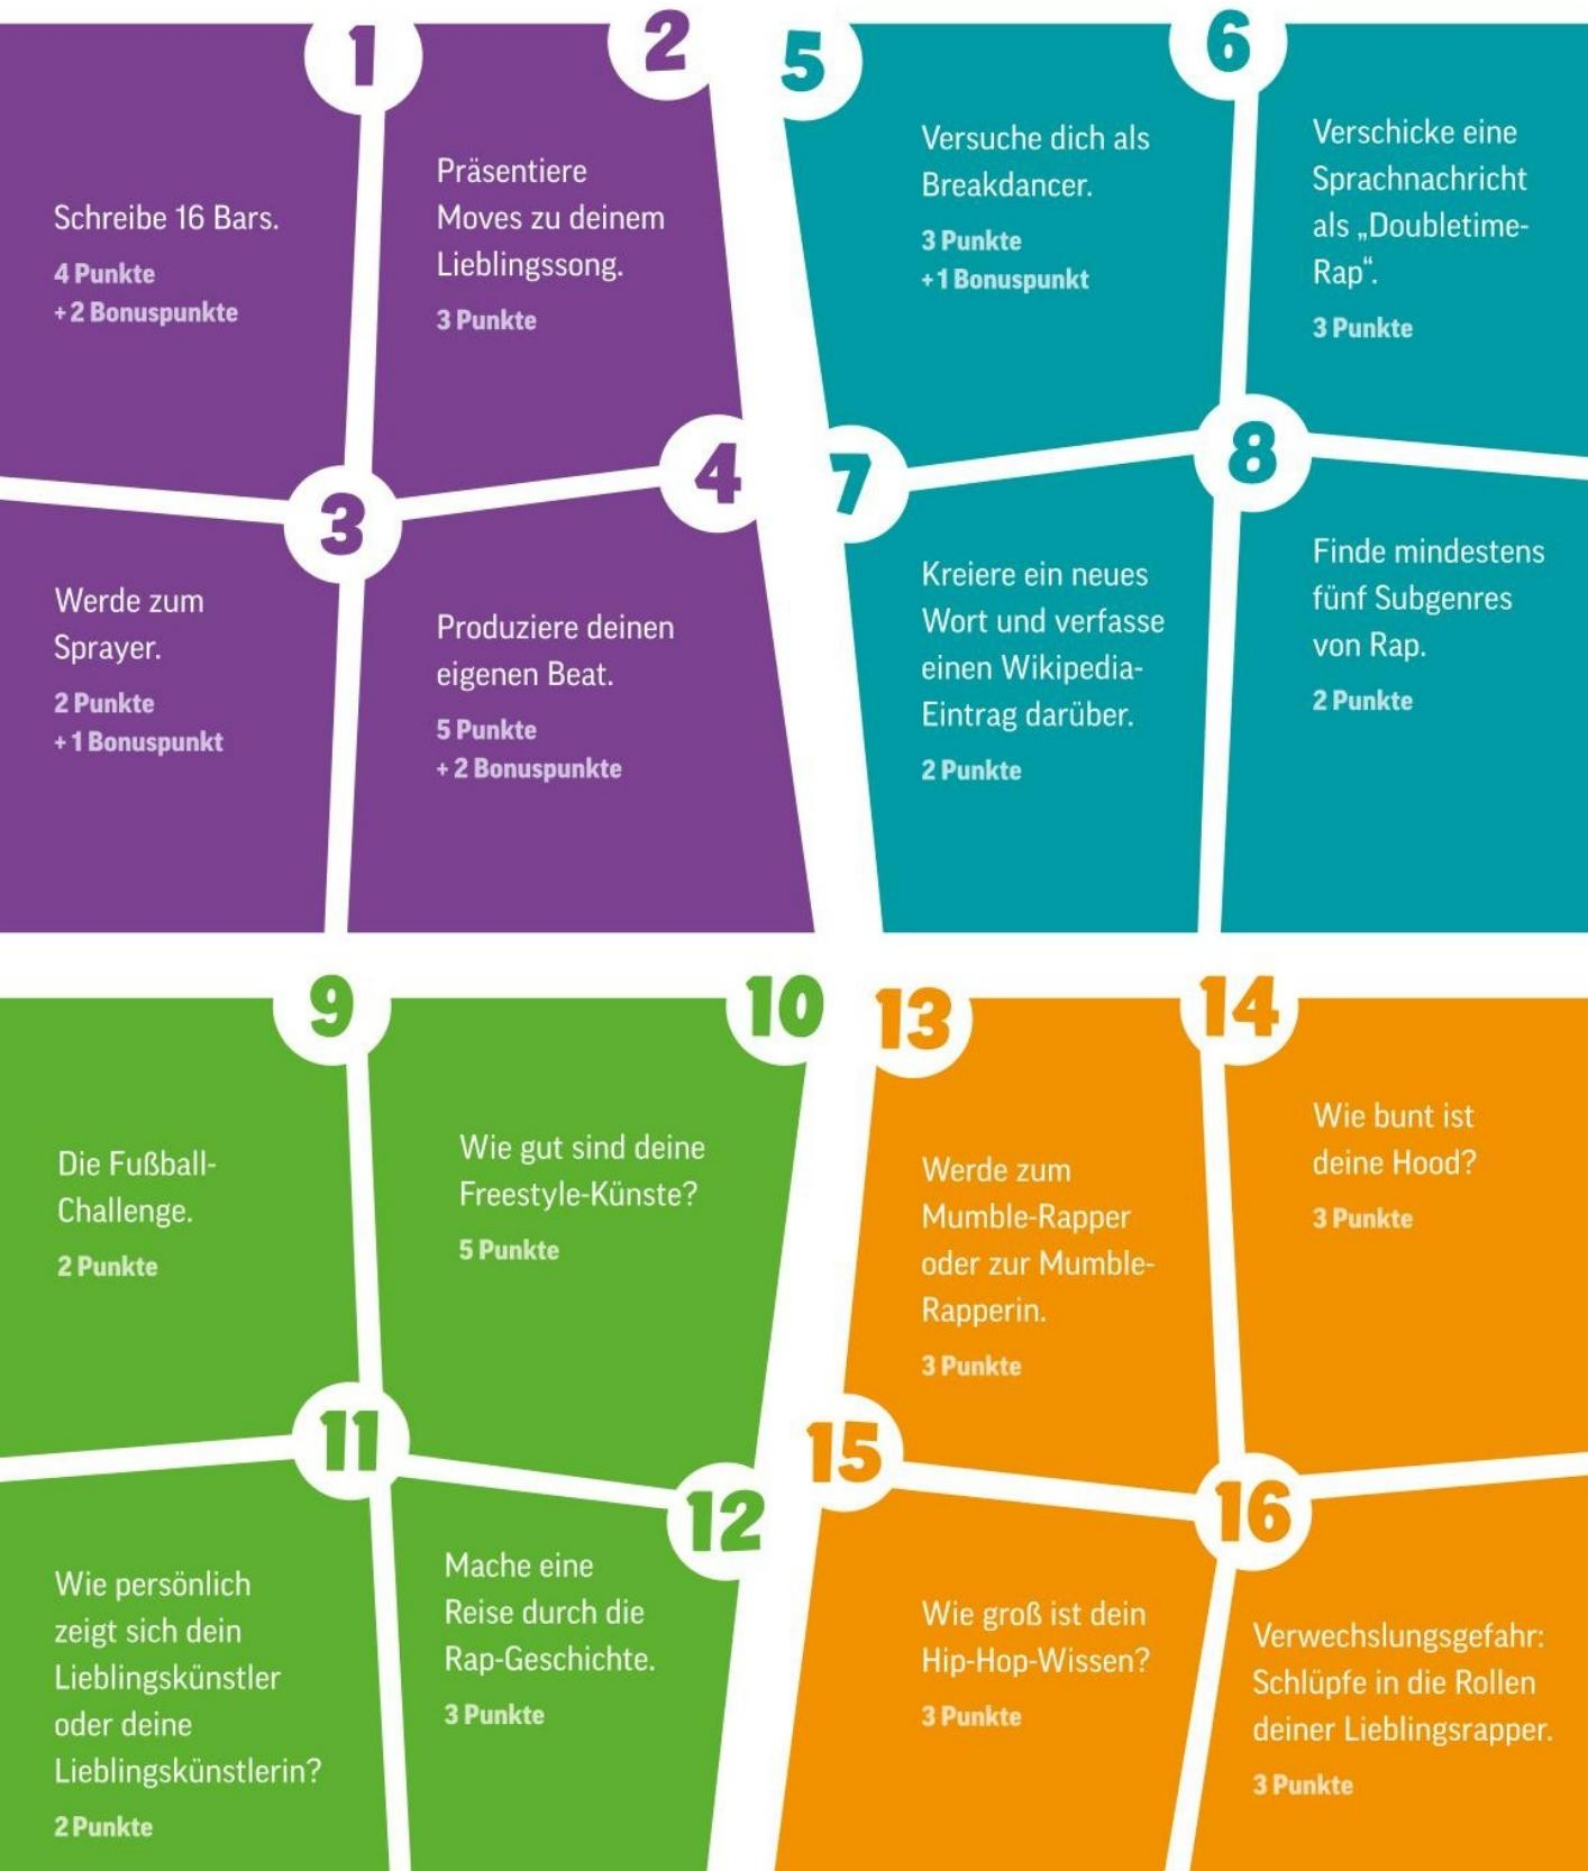 1
Schreibe 16 Bars.
4 Punkte
+ 2 Bonuspunkte
2
Präsentiere
Moves zu deinem
Lieblingssong.
3 Punkte
3
Werde zum
Sprayer.
2 Punkte
+ 1 Bonuspunkt
4
Produziere deinen
eigenen Beat.
5 Punkte
+ 2 Bonuspunkte
5
Versuche dich als
Breakdancer.
3 Punkte
+ 1 Bonuspunkt
6
Verschicke eine
Sprachnachricht
als „Doubletime-
Rap“.
3 Punkte
7
Kreiere ein neues
Wort und verfasse
einen Wikipedia-
Eintrag darüber.
2 Punkte
8
Finde mindestens
fünf Subgenres
von Rap.
2 Punkte
9
Die Fußball-
Challenge.
2 Punkte
10
Wie gut sind deine
Freestyle-Künste?
5 Punkte
11
Wie persönlich
zeigt sich dein
Lieblingskünstler
oder deine
Lieblingskünstlerin?
2 Punkte
12
Mache eine
Reise durch die
Rap-Geschichte.
3 Punkte
13
Werde zum
Mumble-Rapper
oder zur Mumble-
Rapperin.
3 Punkte
14
Wie bunt ist
deine Hood?
3 Punkte
15
Wie groß ist dein
Hip-Hop-Wissen?
3 Punkte
16
Verwechslungsgefahr:
Schlüpfe in die Rollen
deiner Lieblingsrapper.
3 Punkte